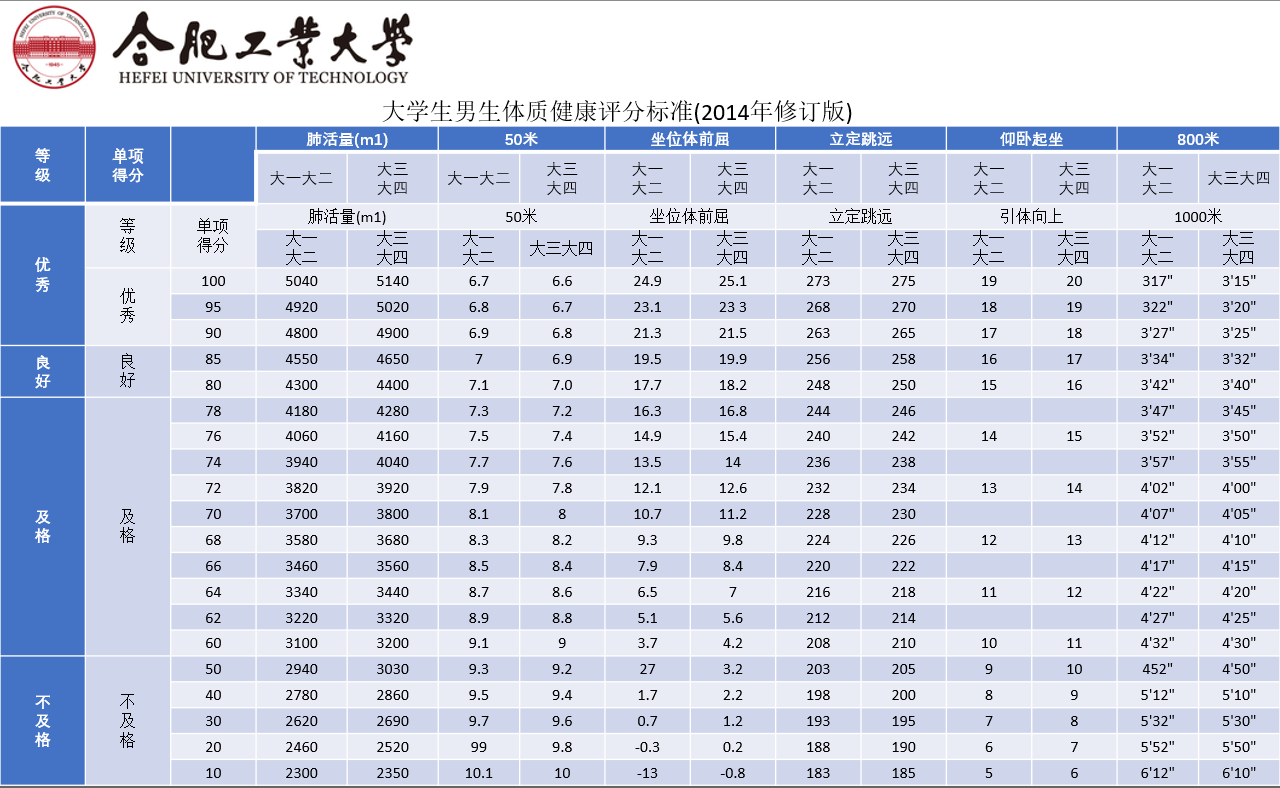 合肥工業大學
HEFEI UNIVERSITY OF TECHNOLOGY
大学生男生体质健康评分标准(2014年修订版)
等级 单项得分 肺活量(m1) 50米 坐位体前屈 立定跳远 仰卧起坐 800米
大一大二 大三大四 大一大二 大三大四 大一大二 大三大四 大一大二 大三大四 大一大二 大三大四 大一大二 大三大四
优秀 等级 单项得分 肺活量(m1) 50米 坐位体前屈 立定跳远 引体向上 1000米
大一大二 大三大四 大一大二 大三大四 大一大二 大三大四 大一大二 大三大四 大一大二 大三大四 大一大二 大三大四
优秀 100 5040 5140 6.7 6.6 24.9 25.1 273 275 19 20 317" 3'15"
95 4920 5020 6.8 6.7 23.1 23 3 268 270 18 19 322" 3'20"
90 4800 4900 6.9 6.8 21.3 21.5 263 265 17 18 3'27" 3'25"
良好 良好 85 4550 4650 7 6.9 19.5 19.9 256 258 16 17 3'34" 3'32"
80 4300 4400 7.1 7.0 17.7 18.2 248 250 15 16 3'42" 3'40"
及格 及格 78 4180 4280 7.3 7.2 16.3 16.8 244 246 3'47" 3'45"
76 4060 4160 7.5 7.4 14.9 15.4 240 242 14 15 3'52" 3'50"
74 3940 4040 7.7 7.6 13.5 14 236 238 3'57" 3'55"
72 3820 3920 7.9 7.8 12.1 12.6 232 234 13 14 4'02" 4'00"
70 3700 3800 8.1 8 10.7 11.2 228 230 4'07" 4'05"
68 3580 3680 8.3 8.2 9.3 9.8 224 226 12 13 4'12" 4'10"
66 3460 3560 8.5 8.4 7.9 8.4 220 222 4'17" 4'15"
64 3340 3440 8.7 8.6 6.5 7 216 218 11 12 4'22" 4'20"
62 3220 3320 8.9 8.8 5.1 5.6 212 214 4'27" 4'25"
60 3100 3200 9.1 9 3.7 4.2 208 210 10 11 4'32" 4'30"
不及格 不及格 50 2940 3030 9.3 9.2 27 3.2 203 205 9 10 452" 4'50"
40 2780 2860 9.5 9.4 1.7 2.2 198 200 8 9 5'12" 5'10"
30 2620 2690 9.7 9.6 0.7 1.2 193 195 7 8 5'32" 5'30"
20 2460 2520 99 9.8 -0.3 0.2 188 190 6 7 5'52" 5'50"
10 2300 2350 10.1 10 -13 -0.8 183 185 5 6 6'12" 6'10"